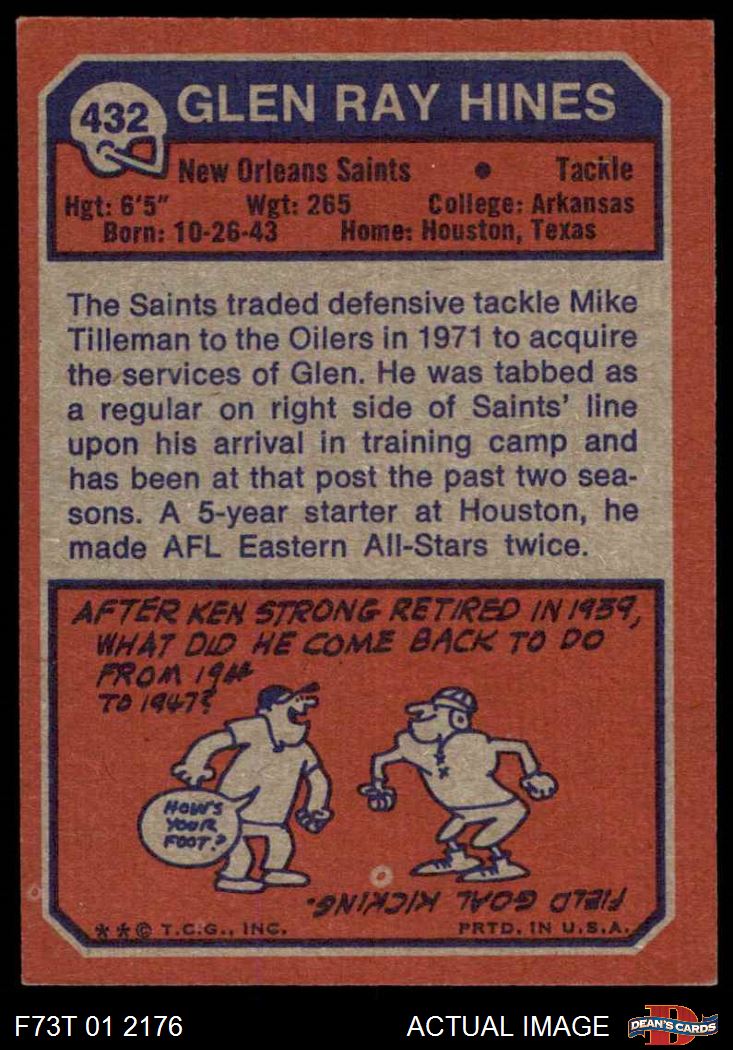 432
GLEN RAY HINES
New Orleans Saints • Tackle
Hgt: 6'5" Wgt: 265 College: Arkansas
Born: 10-26-43 Home: Houston, Texas
The Saints traded defensive tackle Mike
Tilleman to the Oilers in 1971 to acquire
the services of Glen. He was tabbed as
a regular on right side of Saints' line
upon his arrival in training camp and
has been at that post the past two sea-
sons. A 5-year starter at Houston, he
made AFL Eastern All-Stars twice.
AFTER KEN STRONG RETIRED IN 1939,
WHAT DID HE COME BACK TO DO
FROM 1944
TO 1947?
HOW'S
YOUR
FOOT?
FIELD GOAL KICKING.
**© T.C.G., INC. PRTD. IN U.S.A.
F73T 01 2176 ACTUAL IMAGE D DEAN'S CARDS